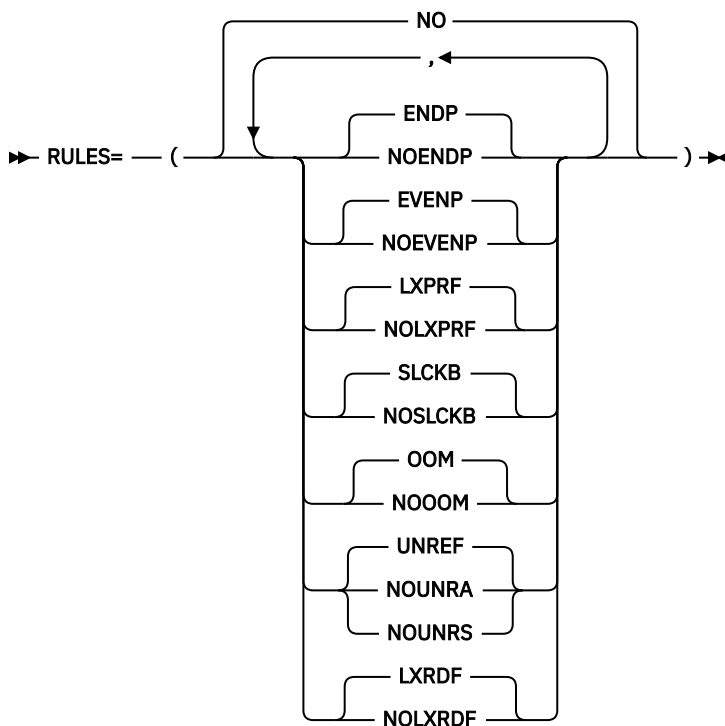 NO
,
ENDP
RULES= ( NOENDP )
EVENP
NOEVENP
LXPRF
NOLXPRF
SLCKB
NOSLCKB
OOM
NOOOM
UNREF
NOUNRA
NOUNRS
LXRDF
NOLXRDF